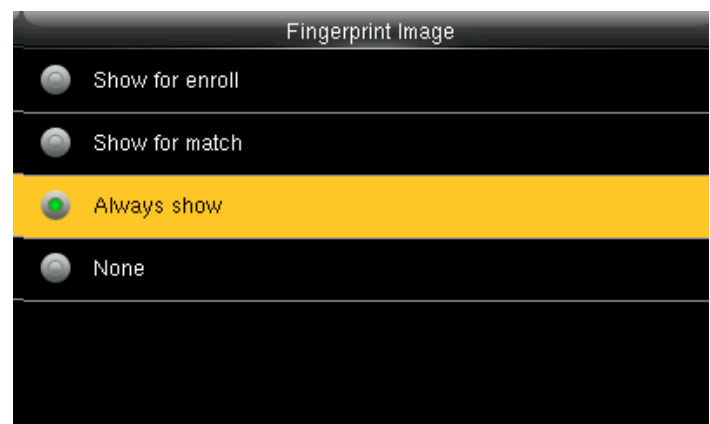 Fingerprint Image
Show for enroll
Show for match
Always show
None